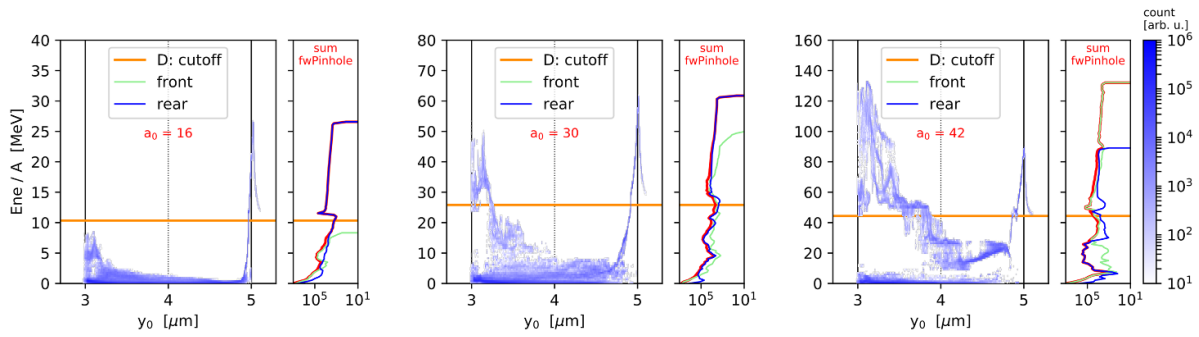 40
35
30
25
20
15
10
5
0
Ene / A [MeV]
D: cutoff
front
rear
a₀ = 16
3
4
5
y₀ [μm]
sum
fwPinhole
10⁵
10¹
80
70
60
50
40
30
20
10
0
D: cutoff
front
rear
a₀ = 30
3
4
5
y₀ [μm]
sum
fwPinhole
10⁵
10¹
160
140
120
100
80
60
40
20
0
D: cutoff
front
rear
a₀ = 42
3
4
5
y₀ [μm]
sum
fwPinhole
10⁵
10¹
count
[arb. u.]
10⁶
10⁵
10⁴
10³
10²
10¹